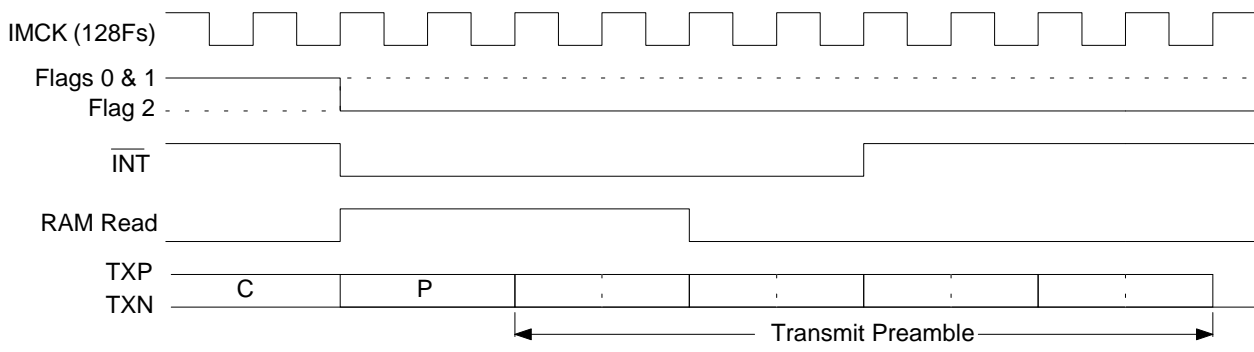 IMCK (128Fs)
Flags 0 & 1
Flag 2
INT
RAM Read
TXP
TXN
C
P
Transmit Preamble